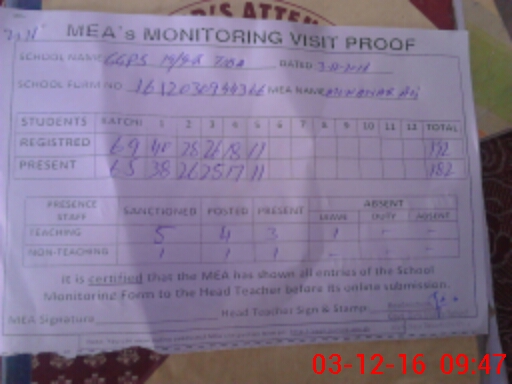 'S ATTEN
MEA's MONITORING VISIT PROOF
SCHOOL NAME GGPS DATED
SCHOOL FORM NO MEA NAME
STUDENTS KATCHI 1 2 3 4 5 6 7 8 9 10 11 12 TOTAL
REGISTRED 69 28 26 18 11 192
PRESENT 65 38 26 25 17 11 182
PRESENCE STAFF SANCTIONED POSTED PRESENT ABSENT
LEAVE DUTY ABSENT
TEACHING 5 4 3 1 - -
NON-TEACHING 1 1 1 - - -
It is certified that the MEA has shown all entries of the School
Monitoring Form to the Head Teacher before its online submission.
MEA Signature Head Teacher Sign & Stamp
03-12-16 09:47